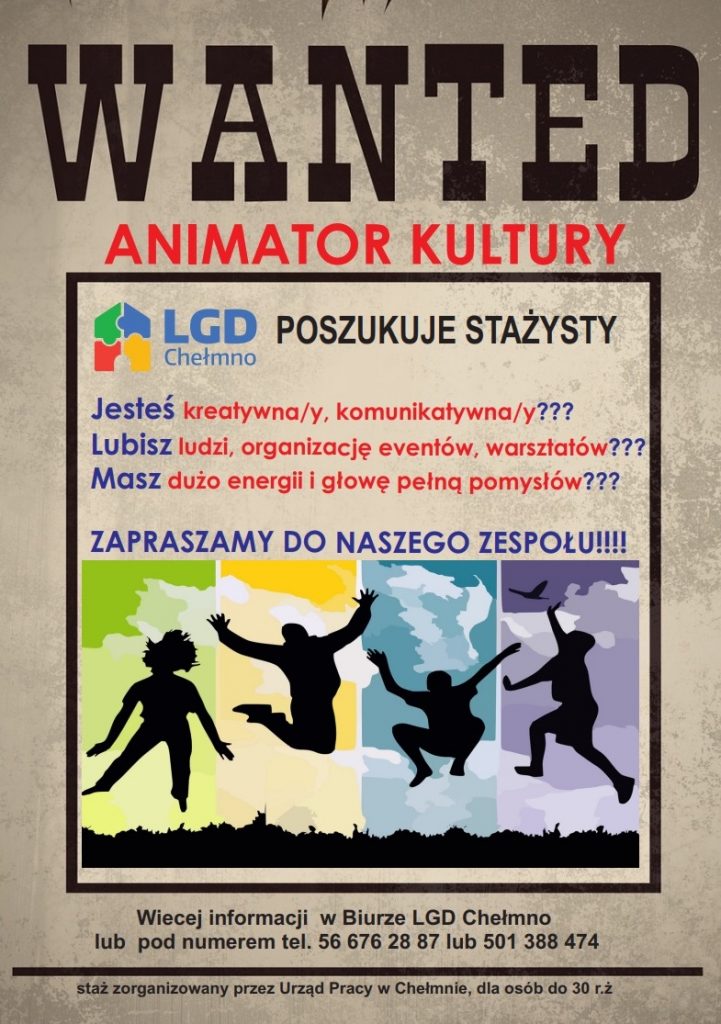 WANTED
ANIMATOR KULTURY
LGD
Chełmno
POSZUKUJE STAŻYSTY
Jesteś kreatywna/y, komunikatywna/y???
Lubisz ludzi, organizację eventów, warsztatów???
Masz dużo energii i głowę pełną pomysłów???
ZAPRASZAMY DO NASZEGO ZESPOŁU!!!!
Wiecej informacji w Biurze LGD Chełmno
lub pod numerem tel. 56 676 28 87 lub 501 388 474
staż zorganizowany przez Urząd Pracy w Chełmnie, dla osób do 30 r.ż